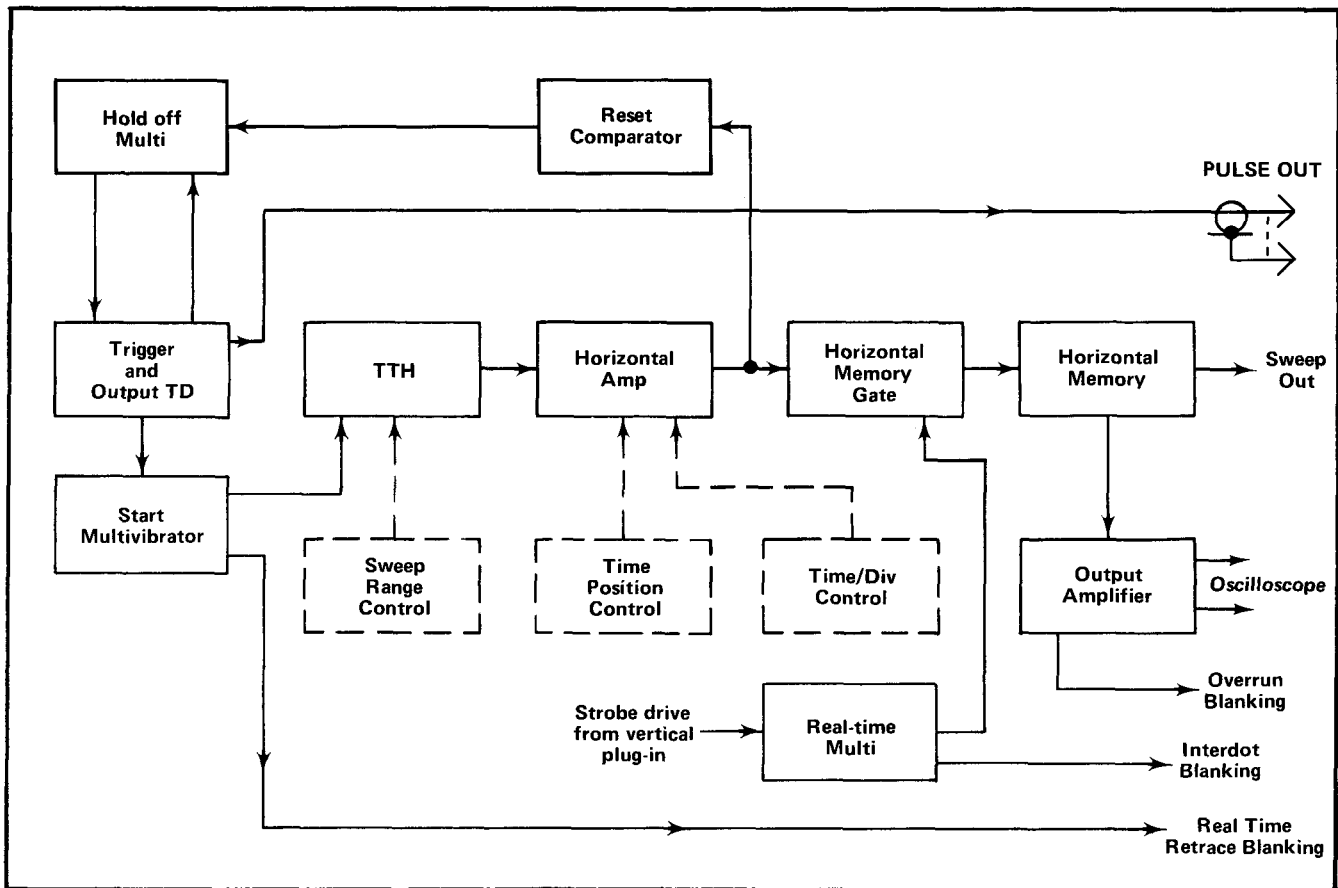 Hold off
Multi
Reset
Comparator
PULSE OUT
Trigger
and
Output TD
TTH
Horizontal
Amp
Horizontal
Memory
Gate
Horizontal
Memory
Sweep
Out
Start
Multivibrator
Sweep
Range
Control
Time
Position
Control
Time/Div
Control
Output
Amplifier
Oscilloscope
Overrun
Blanking
Strobe drive
from vertical
plug-in
Real-time
Multi
Interdot
Blanking
Real Time
Retrace Blanking